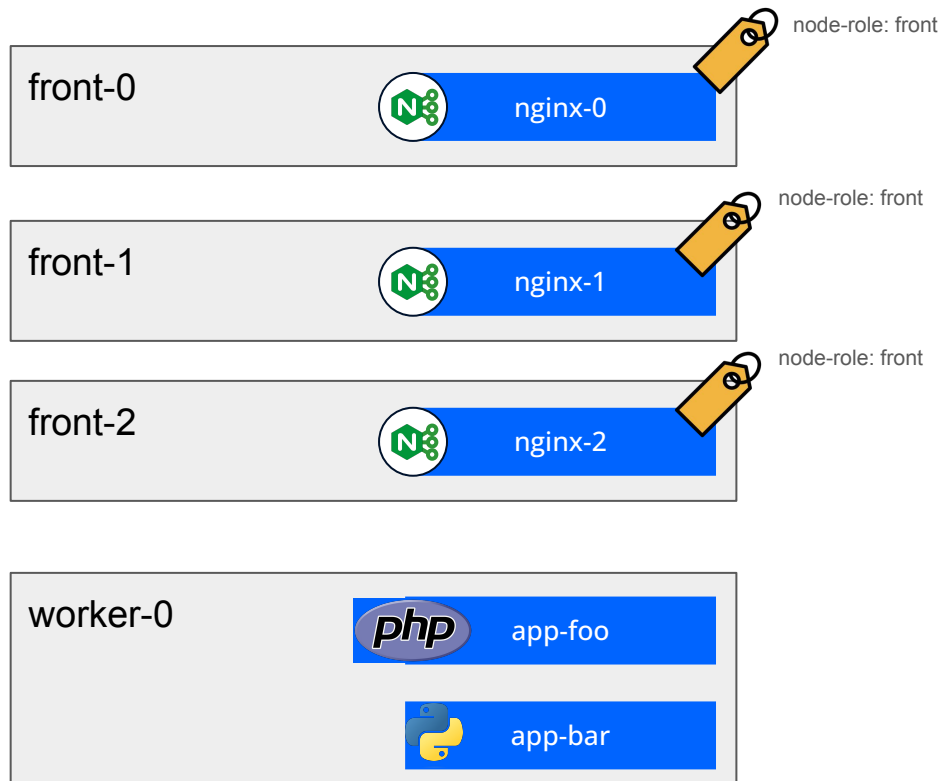 node-role: front
front-0
N
nginx-0
node-role: front
front-1
N
nginx-1
node-role: front
front-2
N
nginx-2
worker-0
php
app-foo
app-bar